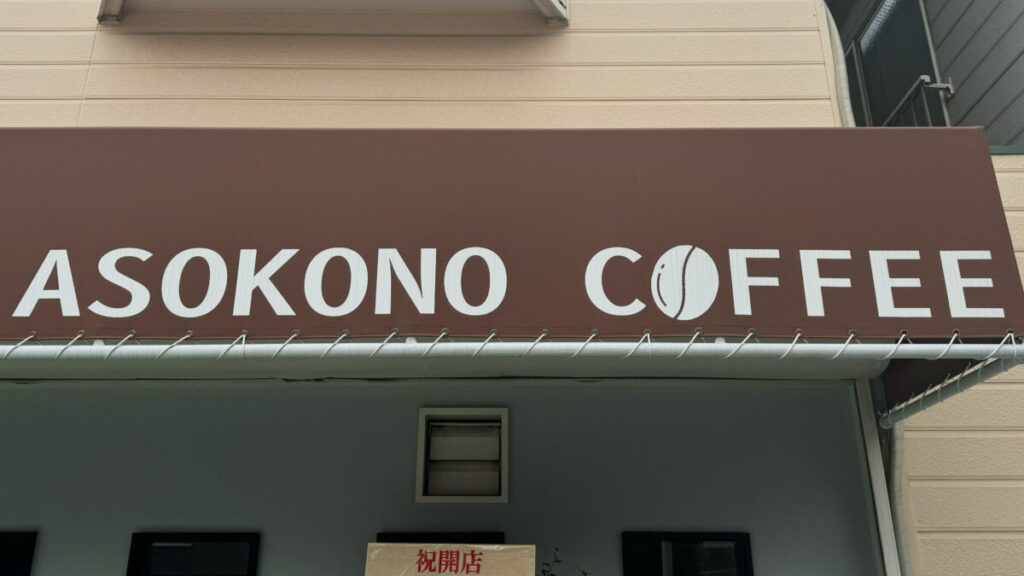 ASOKONO COFFEE
祝開店